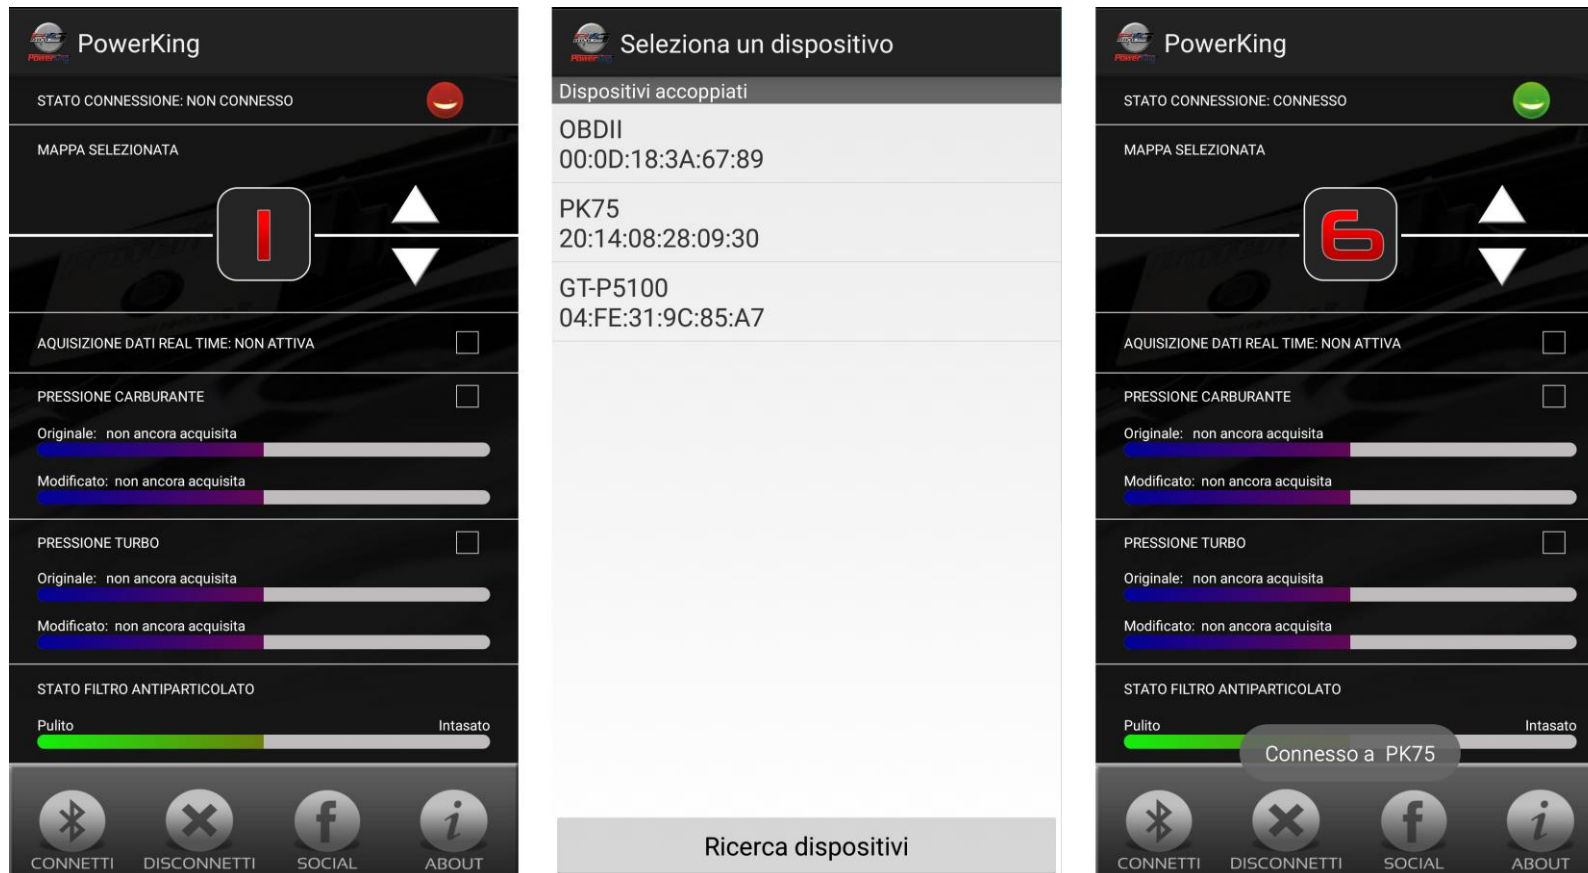 PowerKing
STATO CONNESSIONE: NON CONNESSO
MAPPA SELEZIONATA
1
AQUISIZIONE DATI REAL TIME: NON ATTIVA
PRESSIONE CARBURANTE
Originale: non ancora acquisita
Modificato: non ancora acquisita
PRESSIONE TURBO
Originale: non ancora acquisita
Modificato: non ancora acquisita
STATO FILTRO ANTIPARTICOLATO
Pulito Intasato
CONNETTI DISCONNETTI SOCIAL ABOUT
Seleziona un dispositivo
Dispositivi accoppiati
OBDII
00:0D:18:3A:67:89
PK75
20:14:08:28:09:30
GT-P5100
04:FE:31:9C:85:A7
Ricerca dispositivi
PowerKing
STATO CONNESSIONE: CONNESSO
MAPPA SELEZIONATA
6
AQUISIZIONE DATI REAL TIME: NON ATTIVA
PRESSIONE CARBURANTE
Originale: non ancora acquisita
Modificato: non ancora acquisita
PRESSIONE TURBO
Originale: non ancora acquisita
Modificato: non ancora acquisita
STATO FILTRO ANTIPARTICOLATO
Pulito Intasato
Connesso a PK75
CONNETTI DISCONNETTI SOCIAL ABOUT